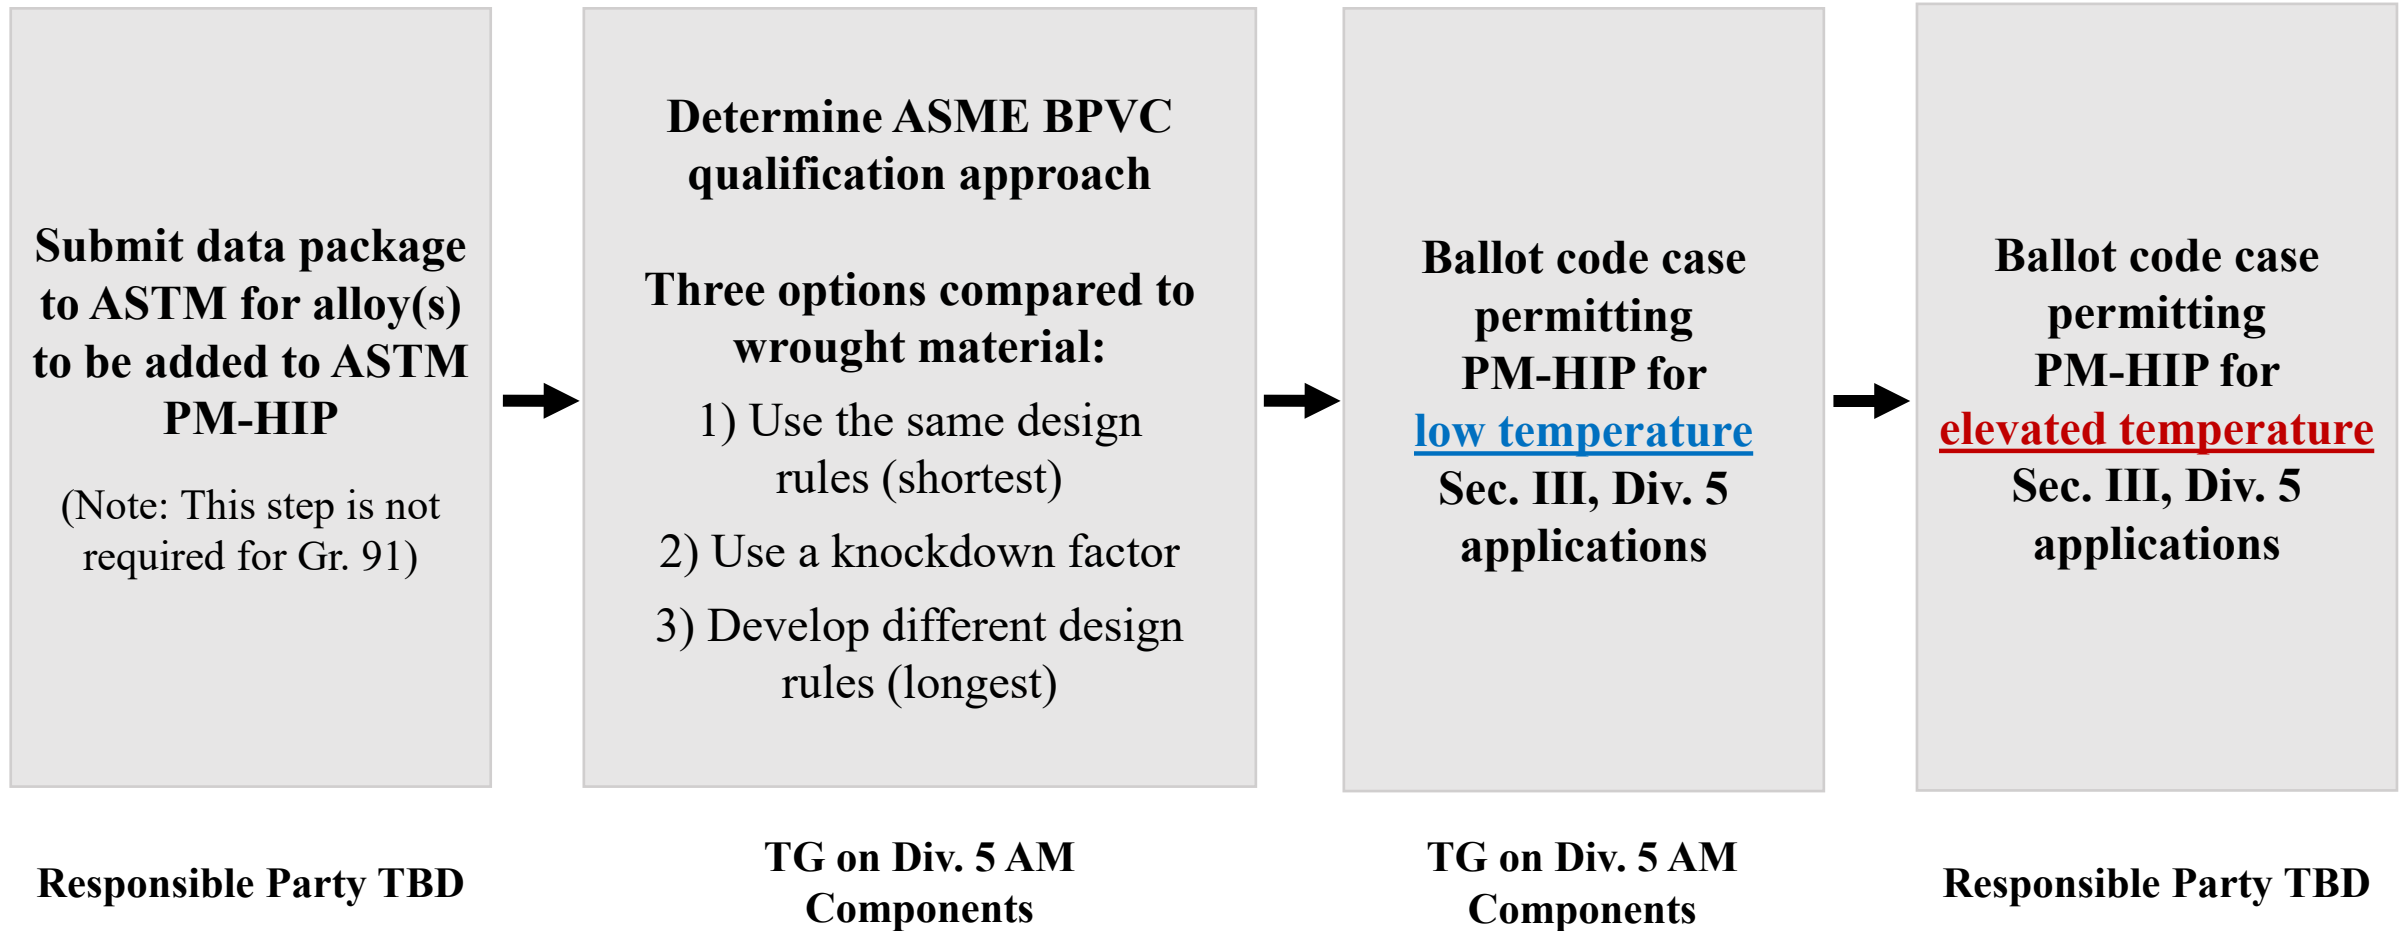 Submit data package
to ASTM for alloy(s)
to be added to ASTM
PM-HIP
(Note: This step is not
required for Gr. 91)
Determine ASME BPVC
qualification approach
Three options compared to
wrought material:
1) Use the same design
rules (shortest)
2) Use a knockdown factor
3) Develop different design
rules (longest)
Ballot code case
permitting
PM-HIP for
low temperature
Sec. III, Div. 5
applications
Ballot code case
permitting
PM-HIP for
elevated temperature
Sec. III, Div. 5
applications
Responsible Party TBD
TG on Div. 5 AM
Components
TG on Div. 5 AM
Components
Responsible Party TBD